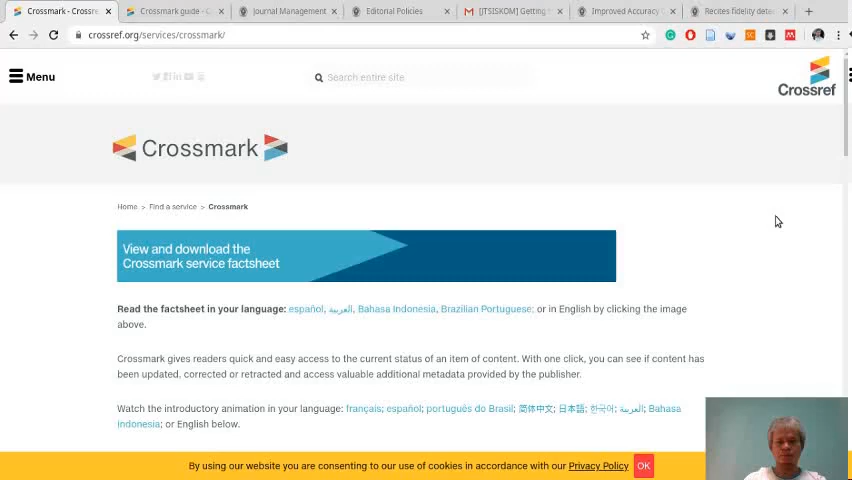 Crossmark - Crossre
Crossmark guide - C
Journal Management
Editorial Policies
[JTSISKOM] Getting
Improved Accuracy
Recites fidelity detec
crossref.org/services/crossmark/
Menu
Search entire site
Crossref
Crossmark
Home > Find a service > Crossmark
View and download the
Crossmark service factsheet
Read the factsheet in your language: español, العربية, Bahasa Indonesia, Brazilian Portuguese; or in English by clicking the image
above.
Crossmark gives readers quick and easy access to the current status of an item of content. With one click, you can see if content has
been updated, corrected or retracted and access valuable additional metadata provided by the publisher.
Watch the introductory animation in your language: français; español; português do Brasil; 简体中文; 日本語; 한국어; العربية; Bahasa
indonesia; or English below.
By using our website you are consenting to our use of cookies in accordance with our Privacy Policy OK